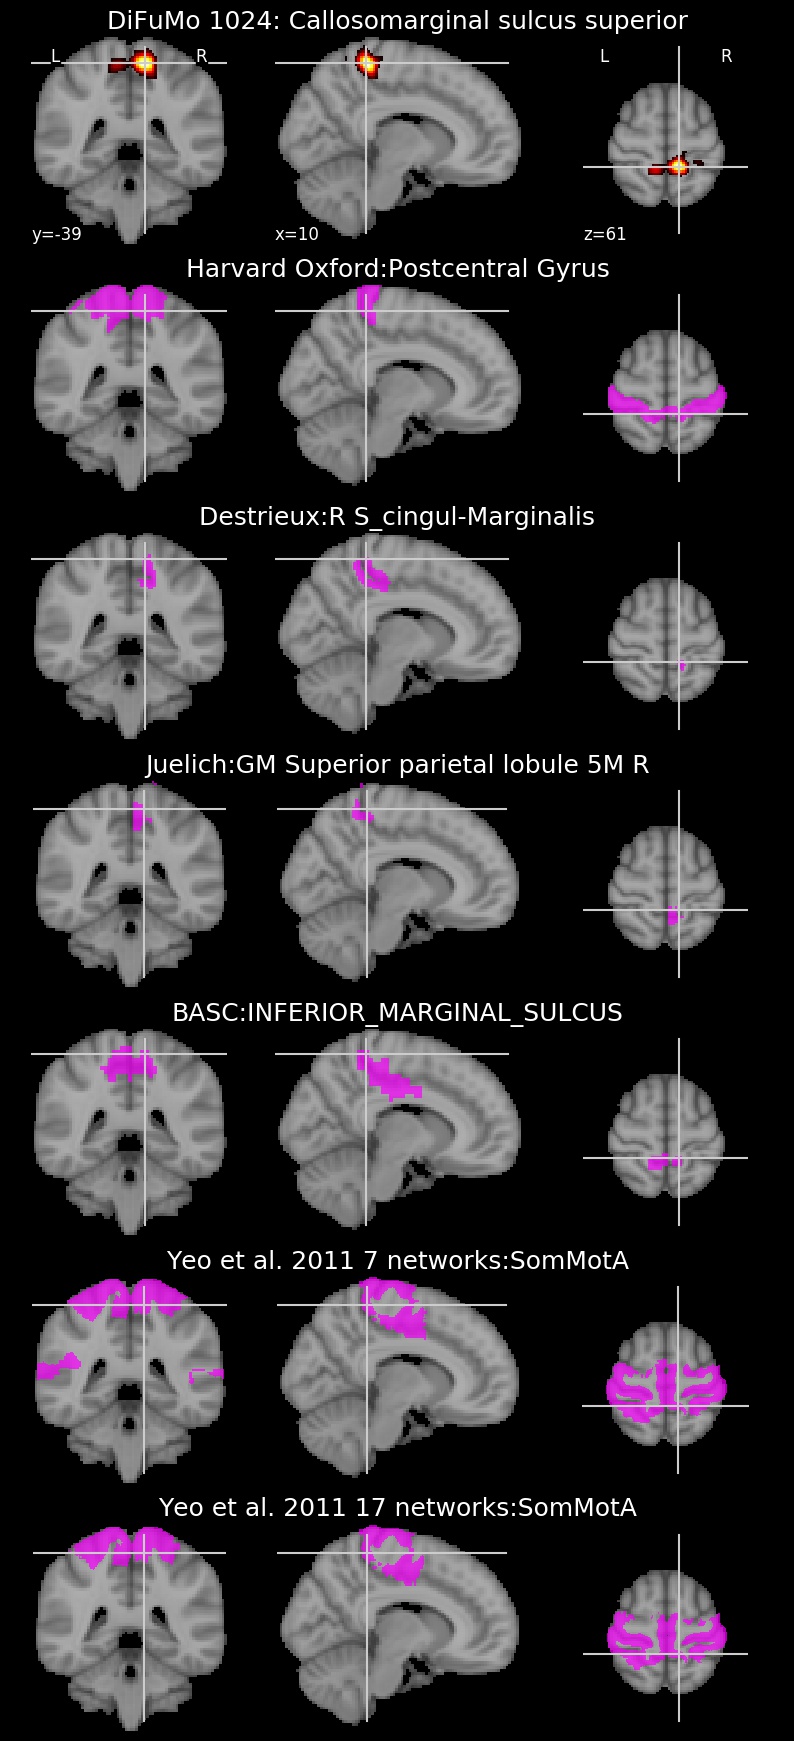 DiFuMo 1024: Callosomarginal sulcus superior
L R L R
y=-39 x=10 z=61
Harvard Oxford:Postcentral Gyrus
Destrieux:R S_cingul-Marginalis
Juelich:GM Superior parietal lobule 5M R
BASC:INFERIOR_MARGINAL_SULCUS
Yeo et al. 2011 7 networks:SomMotA
Yeo et al. 2011 17 networks:SomMotA